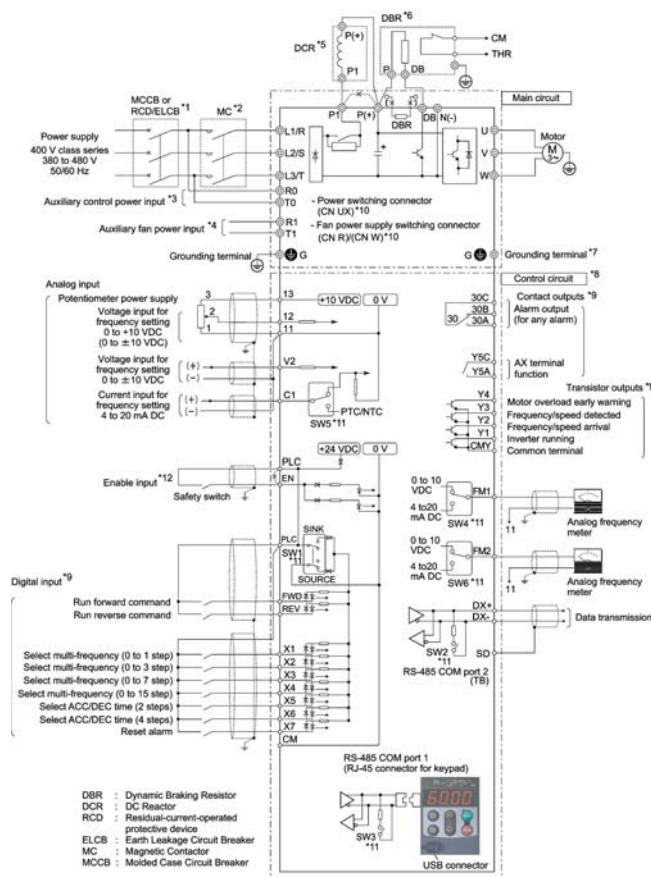 DBR *6
DCR *5
P(+)
P1
P
DB
CM
THR
Main circuit
MCCB or
RCD/ELCB *1
MC *2
P1
P(+)
DBR
DB
N(-)
Power supply
400 V class series
380 to 480 V
50/60 Hz
L1/R
L2/S
L3/T
R0
T0
R1
T1
U
V
W
Motor
M
3~
Auxiliary control power input *3
Auxiliary fan power input *4
- Power switching connector
(CN UX) *10
- Fan power supply switching connector
(CN R)/(CN W) *10
Grounding terminal
G
G
Grounding terminal *7
Control circuit *8
Analog input
Potentiometer power supply
Voltage input for
frequency setting
0 to +10 VDC
(0 to ±10 VDC)
3
2
1
13
12
11
+10 VDC
0 V
Voltage input for
frequency setting
0 to ±10 VDC
(+)
(−)
V2
Current input for
frequency setting
4 to 20 mA DC
(+)
(−)
C1
SW5 *11
PTC/NTC
30C
30B
30A
30
Contact outputs *9
Alarm output
(for any alarm)
Y5C
Y5A
AX terminal
function
Transistor outputs
Y4
Motor overload early warning
Y3
Frequency/speed detected
Y2
Frequency/speed arrival
Y1
Inverter running
CMY
Common terminal
+24 VDC
0 V
PLC
EN
Enable input *12
Safety switch
PLC
SINK
SW1
*11
SOURCE
0 to 10
VDC
4 to20
mA DC
FM1
SW4 *11
11
Analog frequency
meter
0 to 10
VDC
4 to20
mA DC
FM2
SW6 *11
11
Analog frequency
meter
Digital input *9
Run forward command
Run reverse command
FWD
REV
DX+
DX-
Data transmission
SD
SW2
*11
RS-485 COM port 2
(TB)
Select multi-frequency (0 to 1 step)
Select multi-frequency (0 to 3 step)
Select multi-frequency (0 to 7 step)
Select multi-frequency (0 to 15 step)
Select ACC/DEC time (2 steps)
Select ACC/DEC time (4 steps)
Reset alarm
X1
X2
X3
X4
X5
X6
X7
CM
RS-485 COM port 1
(RJ-45 connector for keypad)
SW3
*11
60.00
USB connector
DBR : Dynamic Braking Resistor
DCR : DC Reactor
RCD : Residual-current-operated
protective device
ELCB : Earth Leakage Circuit Breaker
MC : Magnetic Contactor
MCCB : Molded Case Circuit Breaker